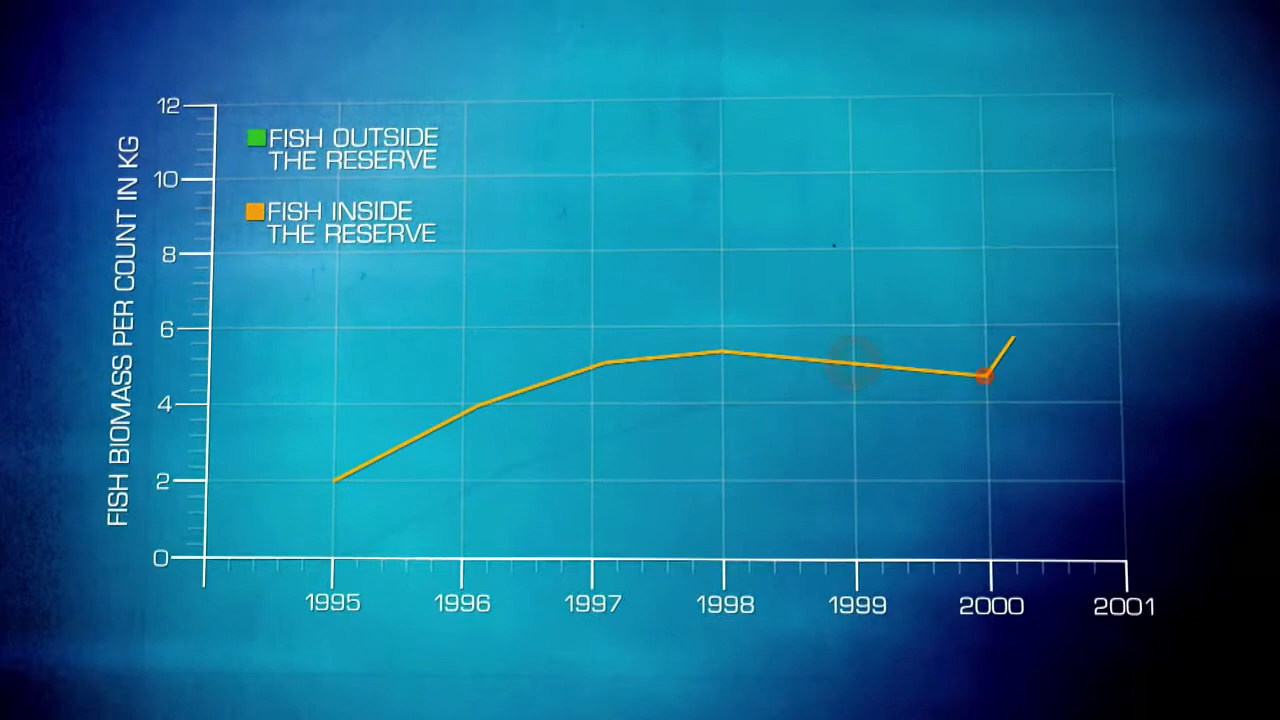 FISH BIOMASS PER COUNT IN KG
12
10
8
6
4
2
0
FISH OUTSIDE
THE RESERVE
FISH INSIDE
THE RESERVE
1995 1996 1997 1998 1999 2000 2001